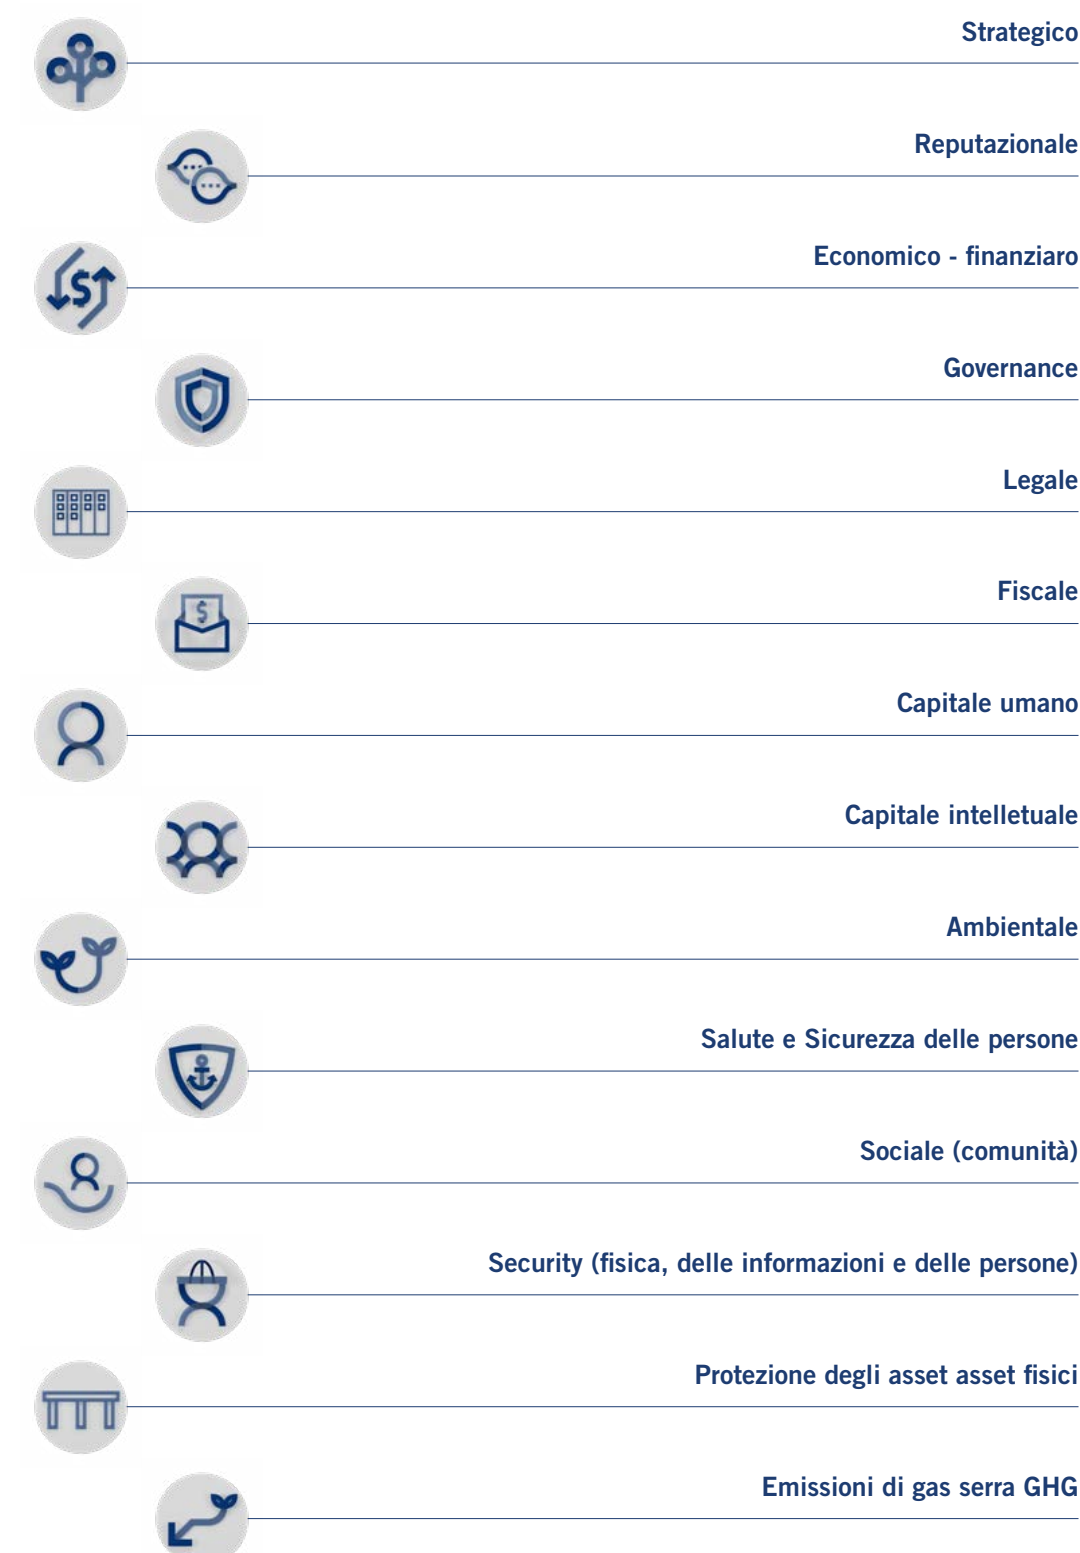 Strategico
Reputazionale
Economico - finanziaro
Governance
Legale
Fiscale
Capitale umano
Capitale intelletuale
Ambientale
Salute e Sicurezza delle persone
Sociale (comunità)
Security (fisica, delle informazioni e delle persone)
Protezione degli asset asset fisici
Emissioni di gas serra GHG